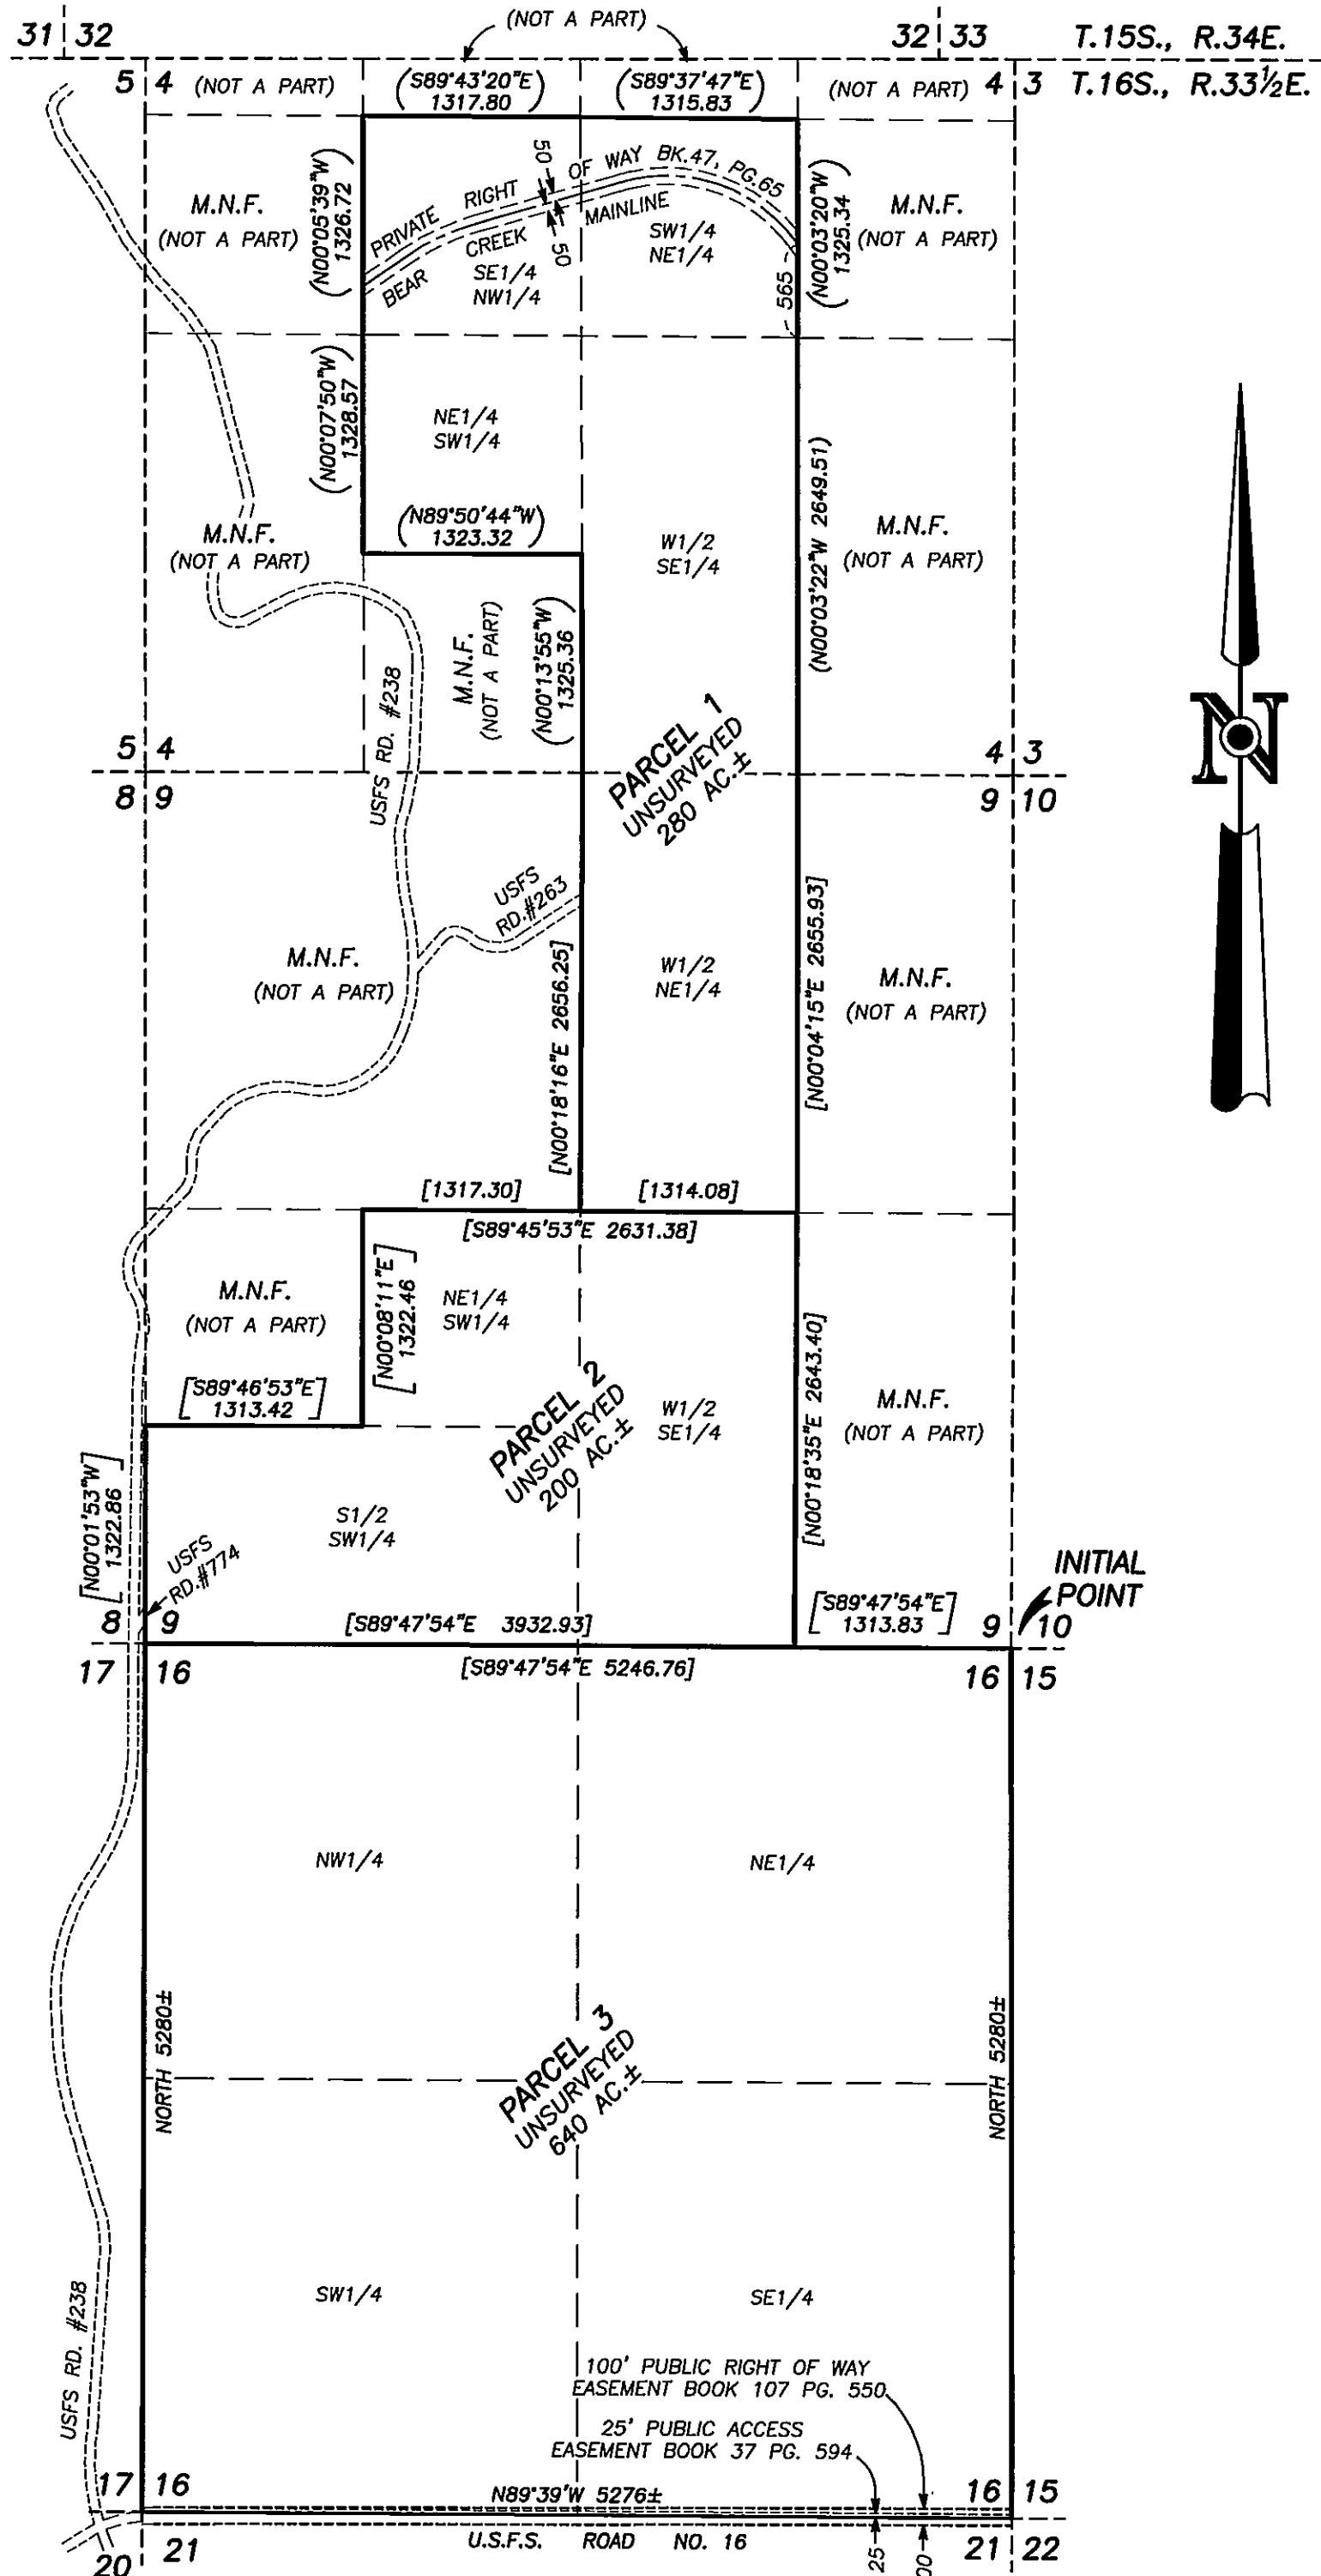 (NOT A PART)
31 32
32 33
T.15S., R.34E.
5 4
(NOT A PART)
(S89°43'20"E)
1317.80
(S89°37'47"E)
1315.83
(NOT A PART)
4 3
T.16S., R.33½E.
M.N.F.
(NOT A PART)
(N00°05'39"W)
1326.72
50
PRIVATE RIGHT OF WAY BK.47, PG.65
BEAR CREEK MAINLINE
50
SE1/4
NW1/4
SW1/4
NE1/4
565
(N00°03'20"W)
1325.34
M.N.F.
(NOT A PART)
(N00°07'50"W)
1328.57
NE1/4
SW1/4
(N89°50'44"W)
1323.32
W1/2
SE1/4
(N00°03'22"W 2649.51)
M.N.F.
(NOT A PART)
M.N.F.
(NOT A PART)
M.N.F.
(NOT A PART)
(N00°13'55"W)
1325.36
USFS RD. #238
PARCEL 1
UNSURVEYED
280 AC.±
5 4
8 9
4 3
9 10
USFS
RD.#263
M.N.F.
(NOT A PART)
[N00°18'16"E 2656.25]
W1/2
NE1/4
[N00°04'15"E 2655.93]
M.N.F.
(NOT A PART)
[1317.30]
[1314.08]
[S89°45'53"E 2631.38]
M.N.F.
(NOT A PART)
[N00°08'11"E]
1322.46
NE1/4
SW1/4
[S89°46'53"E]
1313.42
PARCEL 2
UNSURVEYED
200 AC.±
W1/2
SE1/4
[N00°18'35"E 2643.40]
M.N.F.
(NOT A PART)
[N00°01'53"W]
1322.86
S1/2
SW1/4
USFS
RD.#774
INITIAL
POINT
8 9
[S89°47'54"E 3932.93]
[S89°47'54"E]
1313.83
9 10
17 16
[S89°47'54"E 5246.76]
16 15
NW1/4
NE1/4
NORTH 5280±
PARCEL 3
UNSURVEYED
640 AC.±
NORTH 5280±
SW1/4
SE1/4
USFS RD. #238
100' PUBLIC RIGHT OF WAY
EASEMENT BOOK 107 PG. 550
25' PUBLIC ACCESS
EASEMENT BOOK 37 PG. 594
17 16
N89°39'W 5276±
16 15
U.S.F.S. ROAD NO. 16
20 21
25
21 22
N